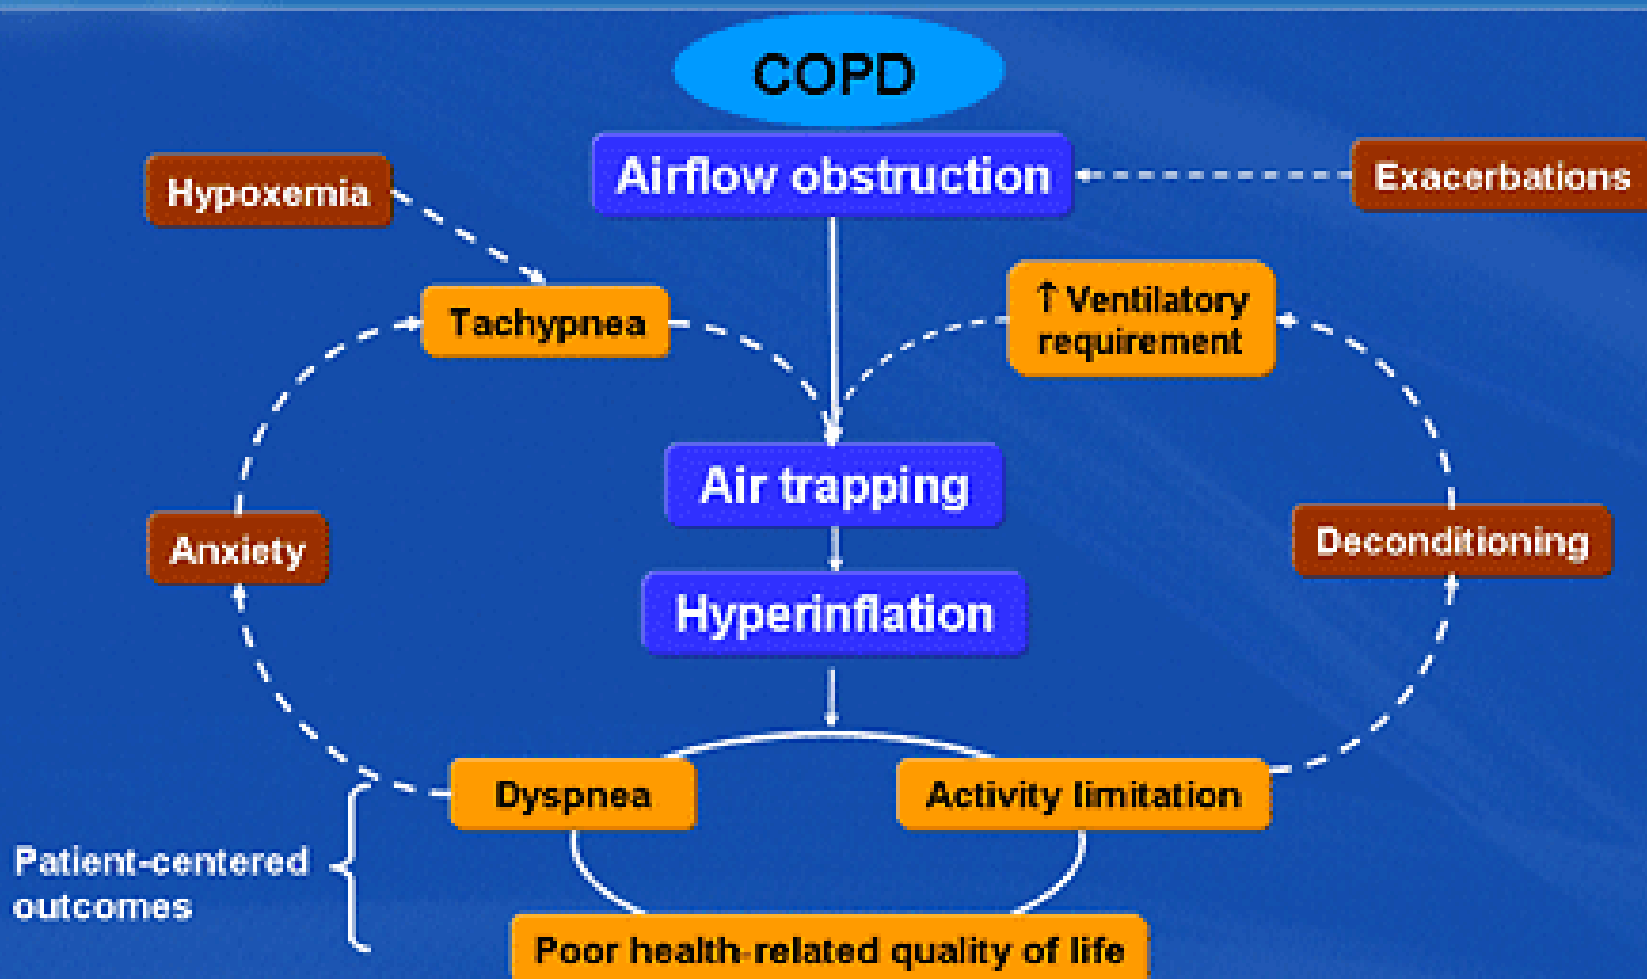 COPD
Airflow obstruction
Hypoxemia
Exacerbations
Tachypnea
↑ Ventilatory
requirement
Air trapping
Anxiety
Deconditioning
Hyperinflation
Dyspnea
Activity limitation
Patient-centered
outcomes
Poor health-related quality of life